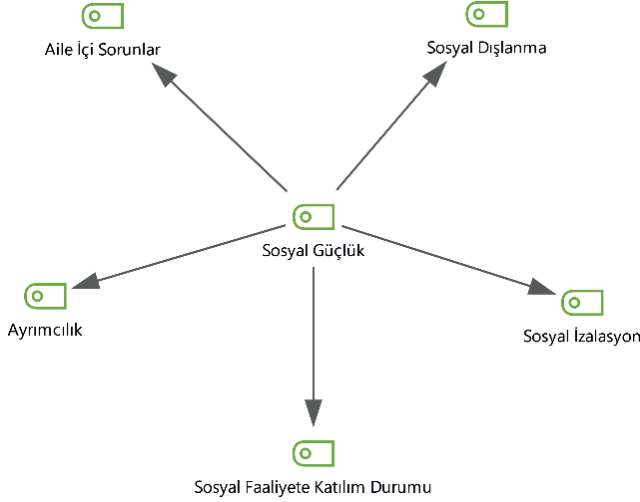 Aile İçi Sorunlar
Sosyal Dışlanma
Sosyal Güçlük
Ayrımcılık
Sosyal İzalasyon
Sosyal Faaliyete Katılım Durumu